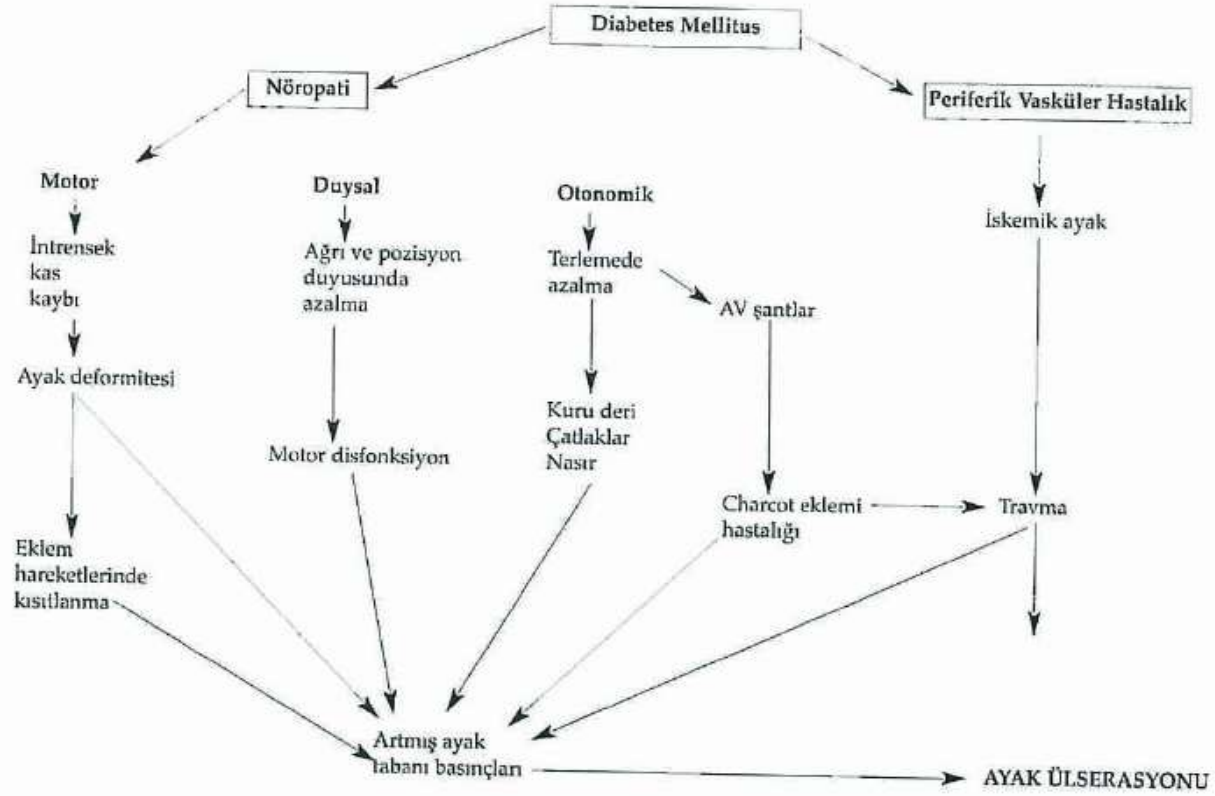 Diabetes Mellitus
Nöropati
Periferik Vasküler Hastalık
Motor
Duysal
Otonomik
İskemik ayak
İntrensek
kas
kaybı
Ağrı ve pozisyon
duyusunda
azalma
Terlemede
azalma
AV şantlar
Ayak deformitesi
Kuru deri
Çatlaklar
Nasır
Motor disfonksiyon
Charcot eklemi
hastalığı
Travma
Eklem
hareketlerinde
kısıtlanma
Artmış ayak
tabanı basınçları
AYAK ÜLSERASYONU